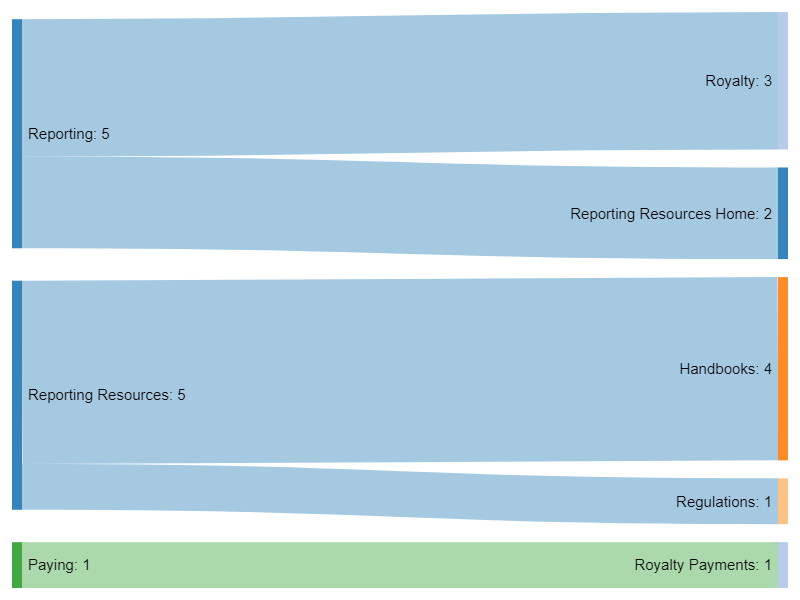 Royalty: 3
Reporting: 5
Reporting Resources Home: 2
Handbooks: 4
Reporting Resources: 5
Regulations: 1
Paying: 1
Royalty Payments: 1